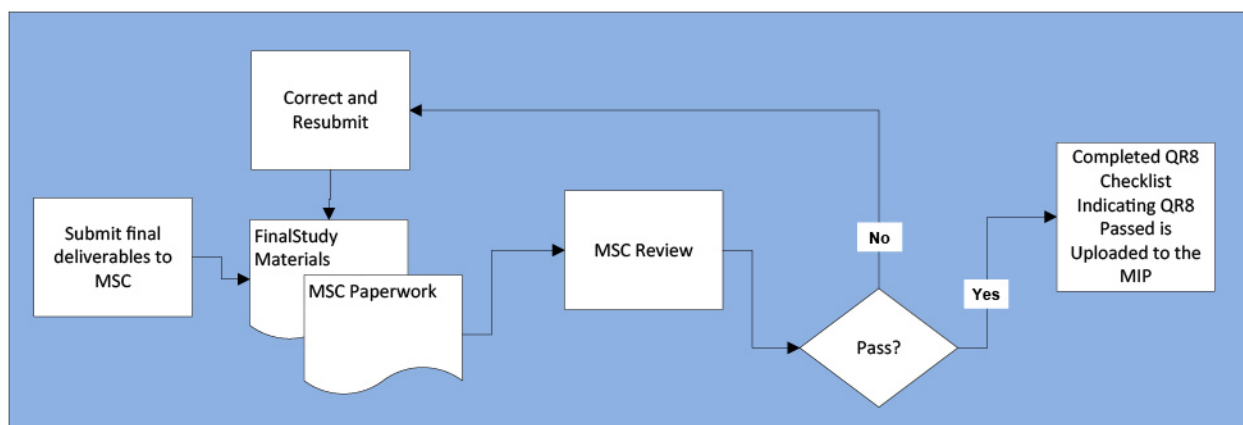 Correct and
Resubmit
Submit final
deliverables to
MSC
FinalStudy
Materials
MSC Paperwork
MSC Review
Pass?
No
Yes
Completed QR8
Checklist
Indicating QR8
Passed is
Uploaded to the
MIP